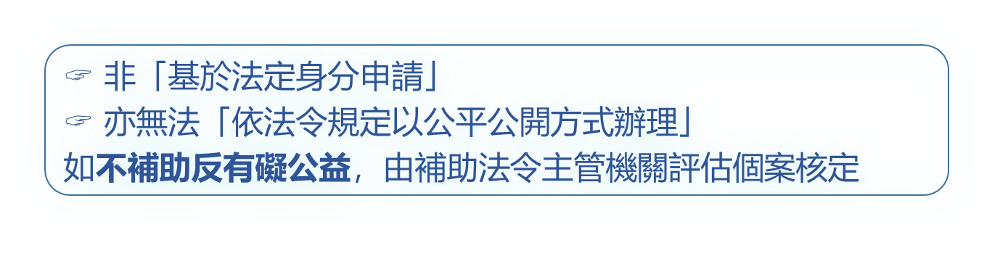 ☞ 非「基於法定身分申請」
☞ 亦無法「依法令規定以公平公開方式辦理」
如不補助反有礙公益，由補助法令主管機關評估個案核定